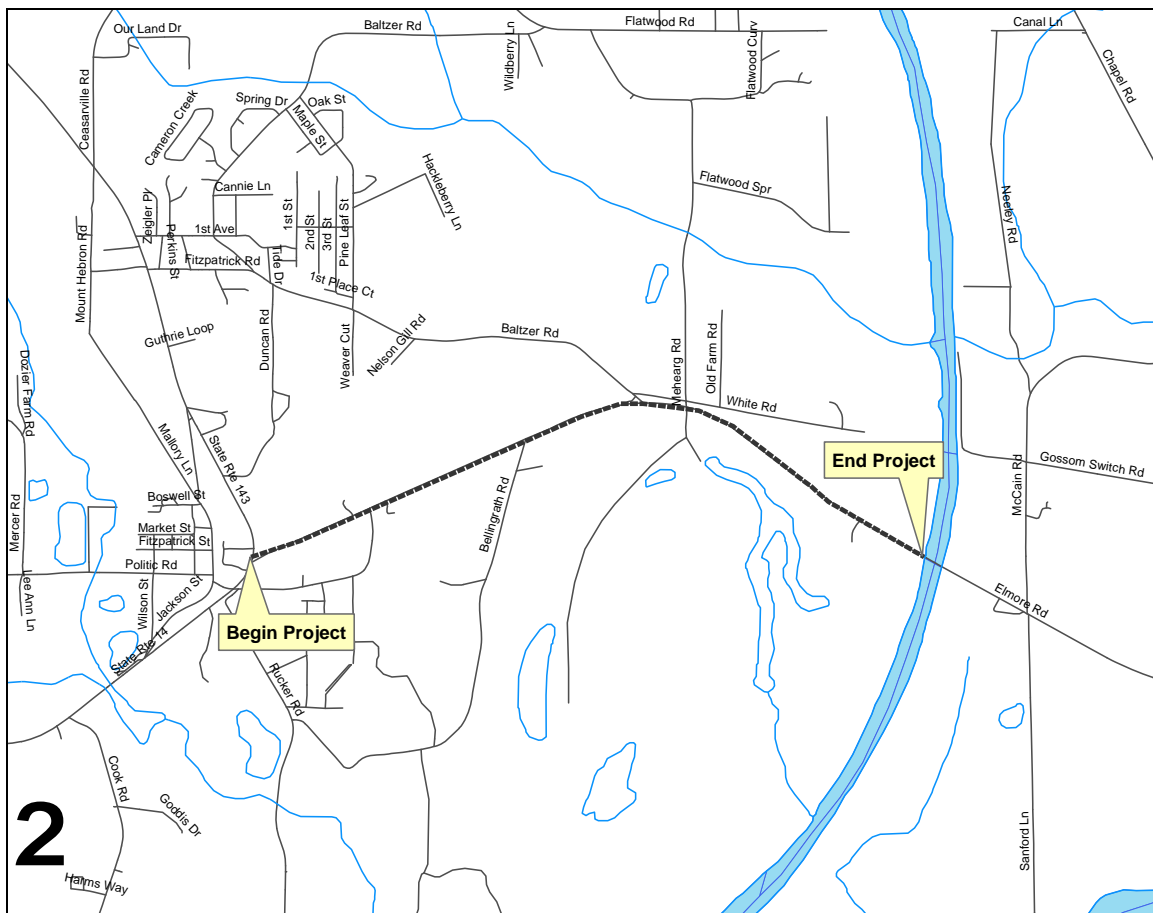 Our Land Dr
Baltzer Rd
Flatwood Rd
Canal Ln
Wildberry Ln
Flatwood Curv
Chapel Rd
Ceasarville Rd
Spring Dr
Oak St
Maple St
Cameron Creek
Hackleberry Ln
Cannie Ln
Flatwood Spr
Neeley Rd
Zeigler Py
Perkins St
1st Ave
1st St
2nd St
3rd St
Pine Leaf St
Mount Hebron Rd
Fitzpatrick Rd
Tide Dr
1st Place Ct
Guthrie Loop
Duncan Rd
Weaver Cut
Nelson Gill Rd
Baltzer Rd
Mehearg Rd
Old Farm Rd
White Rd
Dozier Farm Rd
Mallory Ln
State Rte 143
End Project
Gossom Switch Rd
McCain Rd
Mercer Rd
Boswell St
Market St
Fitzpatrick St
Bellingrath Rd
Politic Rd
Lee Ann Ln
Wilson St
Jackson St
Elmore Rd
State Rte 14
Begin Project
Rucker Rd
Cook Rd
Goddis Dr
Sanford Ln
2
Harms Way